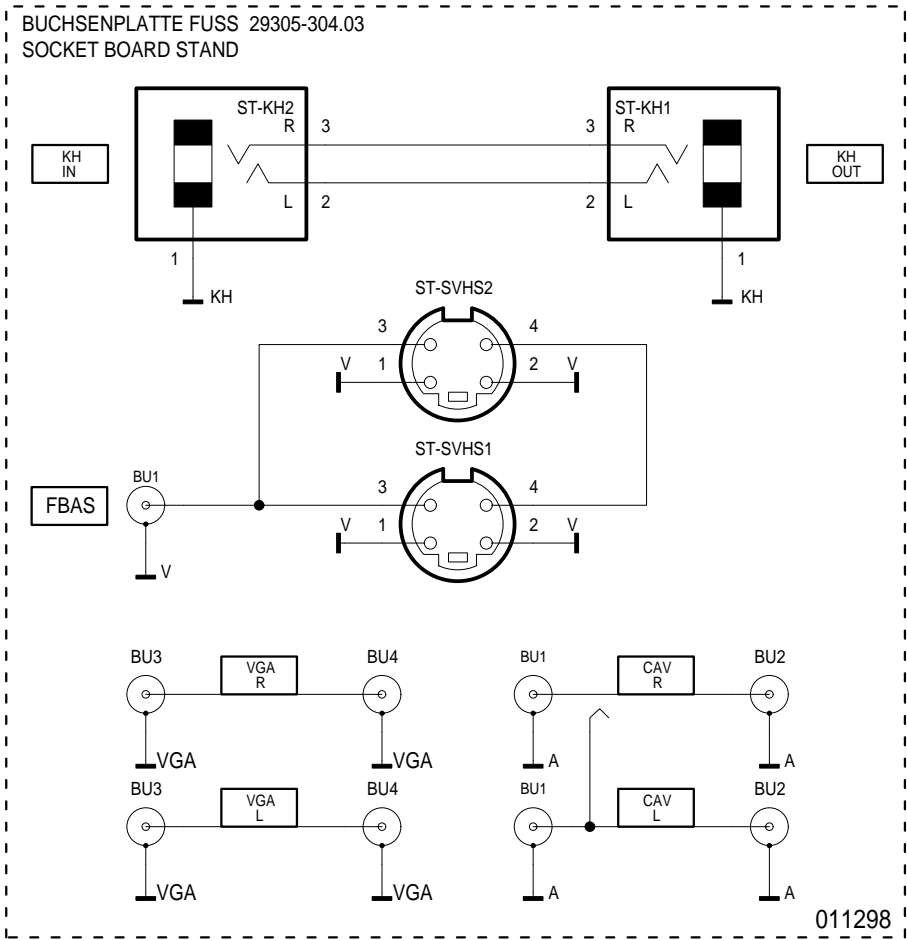 BUCHSENPLATTE FUSS 29305-304.03
SOCKET BOARD STAND
ST-KH2
ST-KH1
R 3
3 R
KH
IN
KH
OUT
L 2
2 L
1
1
KH
KH
ST-SVHS2
3 4
V 1 2 V
ST-SVHS1
BU1
3 4
FBAS
V 1 2 V
V
BU3
VGA
R
BU4
BU1
CAV
R
BU2
VGA
VGA
A
A
BU3
VGA
L
BU4
BU1
CAV
L
BU2
VGA
VGA
A
A
011298